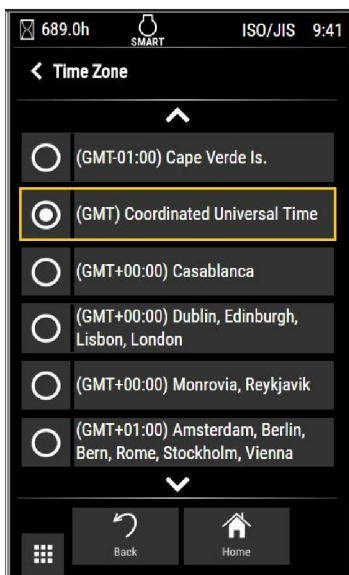 689.0h SMART ISO/JIS 9:41
Time Zone
(GMT-01:00) Cape Verde Is.
(GMT) Coordinated Universal Time
(GMT+00:00) Casablanca
(GMT+00:00) Dublin, Edinburgh,
Lisbon, London
(GMT+00:00) Monrovia, Reykjavik
(GMT+01:00) Amsterdam, Berlin,
Bern, Rome, Stockholm, Vienna
Back Home